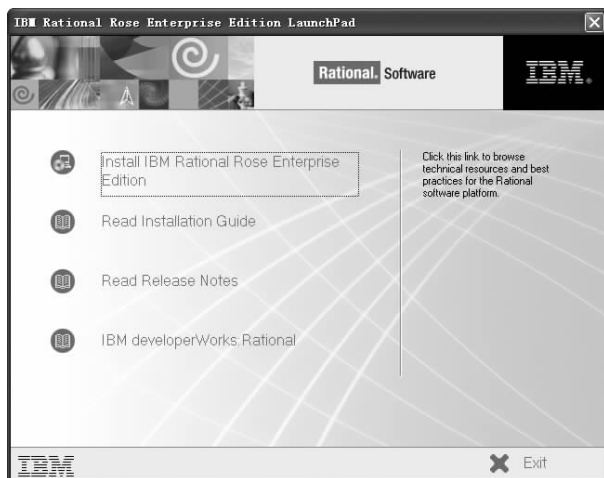 IBM Rational Rose Enterprise Edition LaunchPad
Rational. Software
IBM.
Install IBM Rational Rose Enterprise
Edition
Read Installation Guide
Read Release Notes
IBM developerWorks:Rational
Click this link to browse
technical resources and best
practices for the Rational
software platform.
IBM
Exit